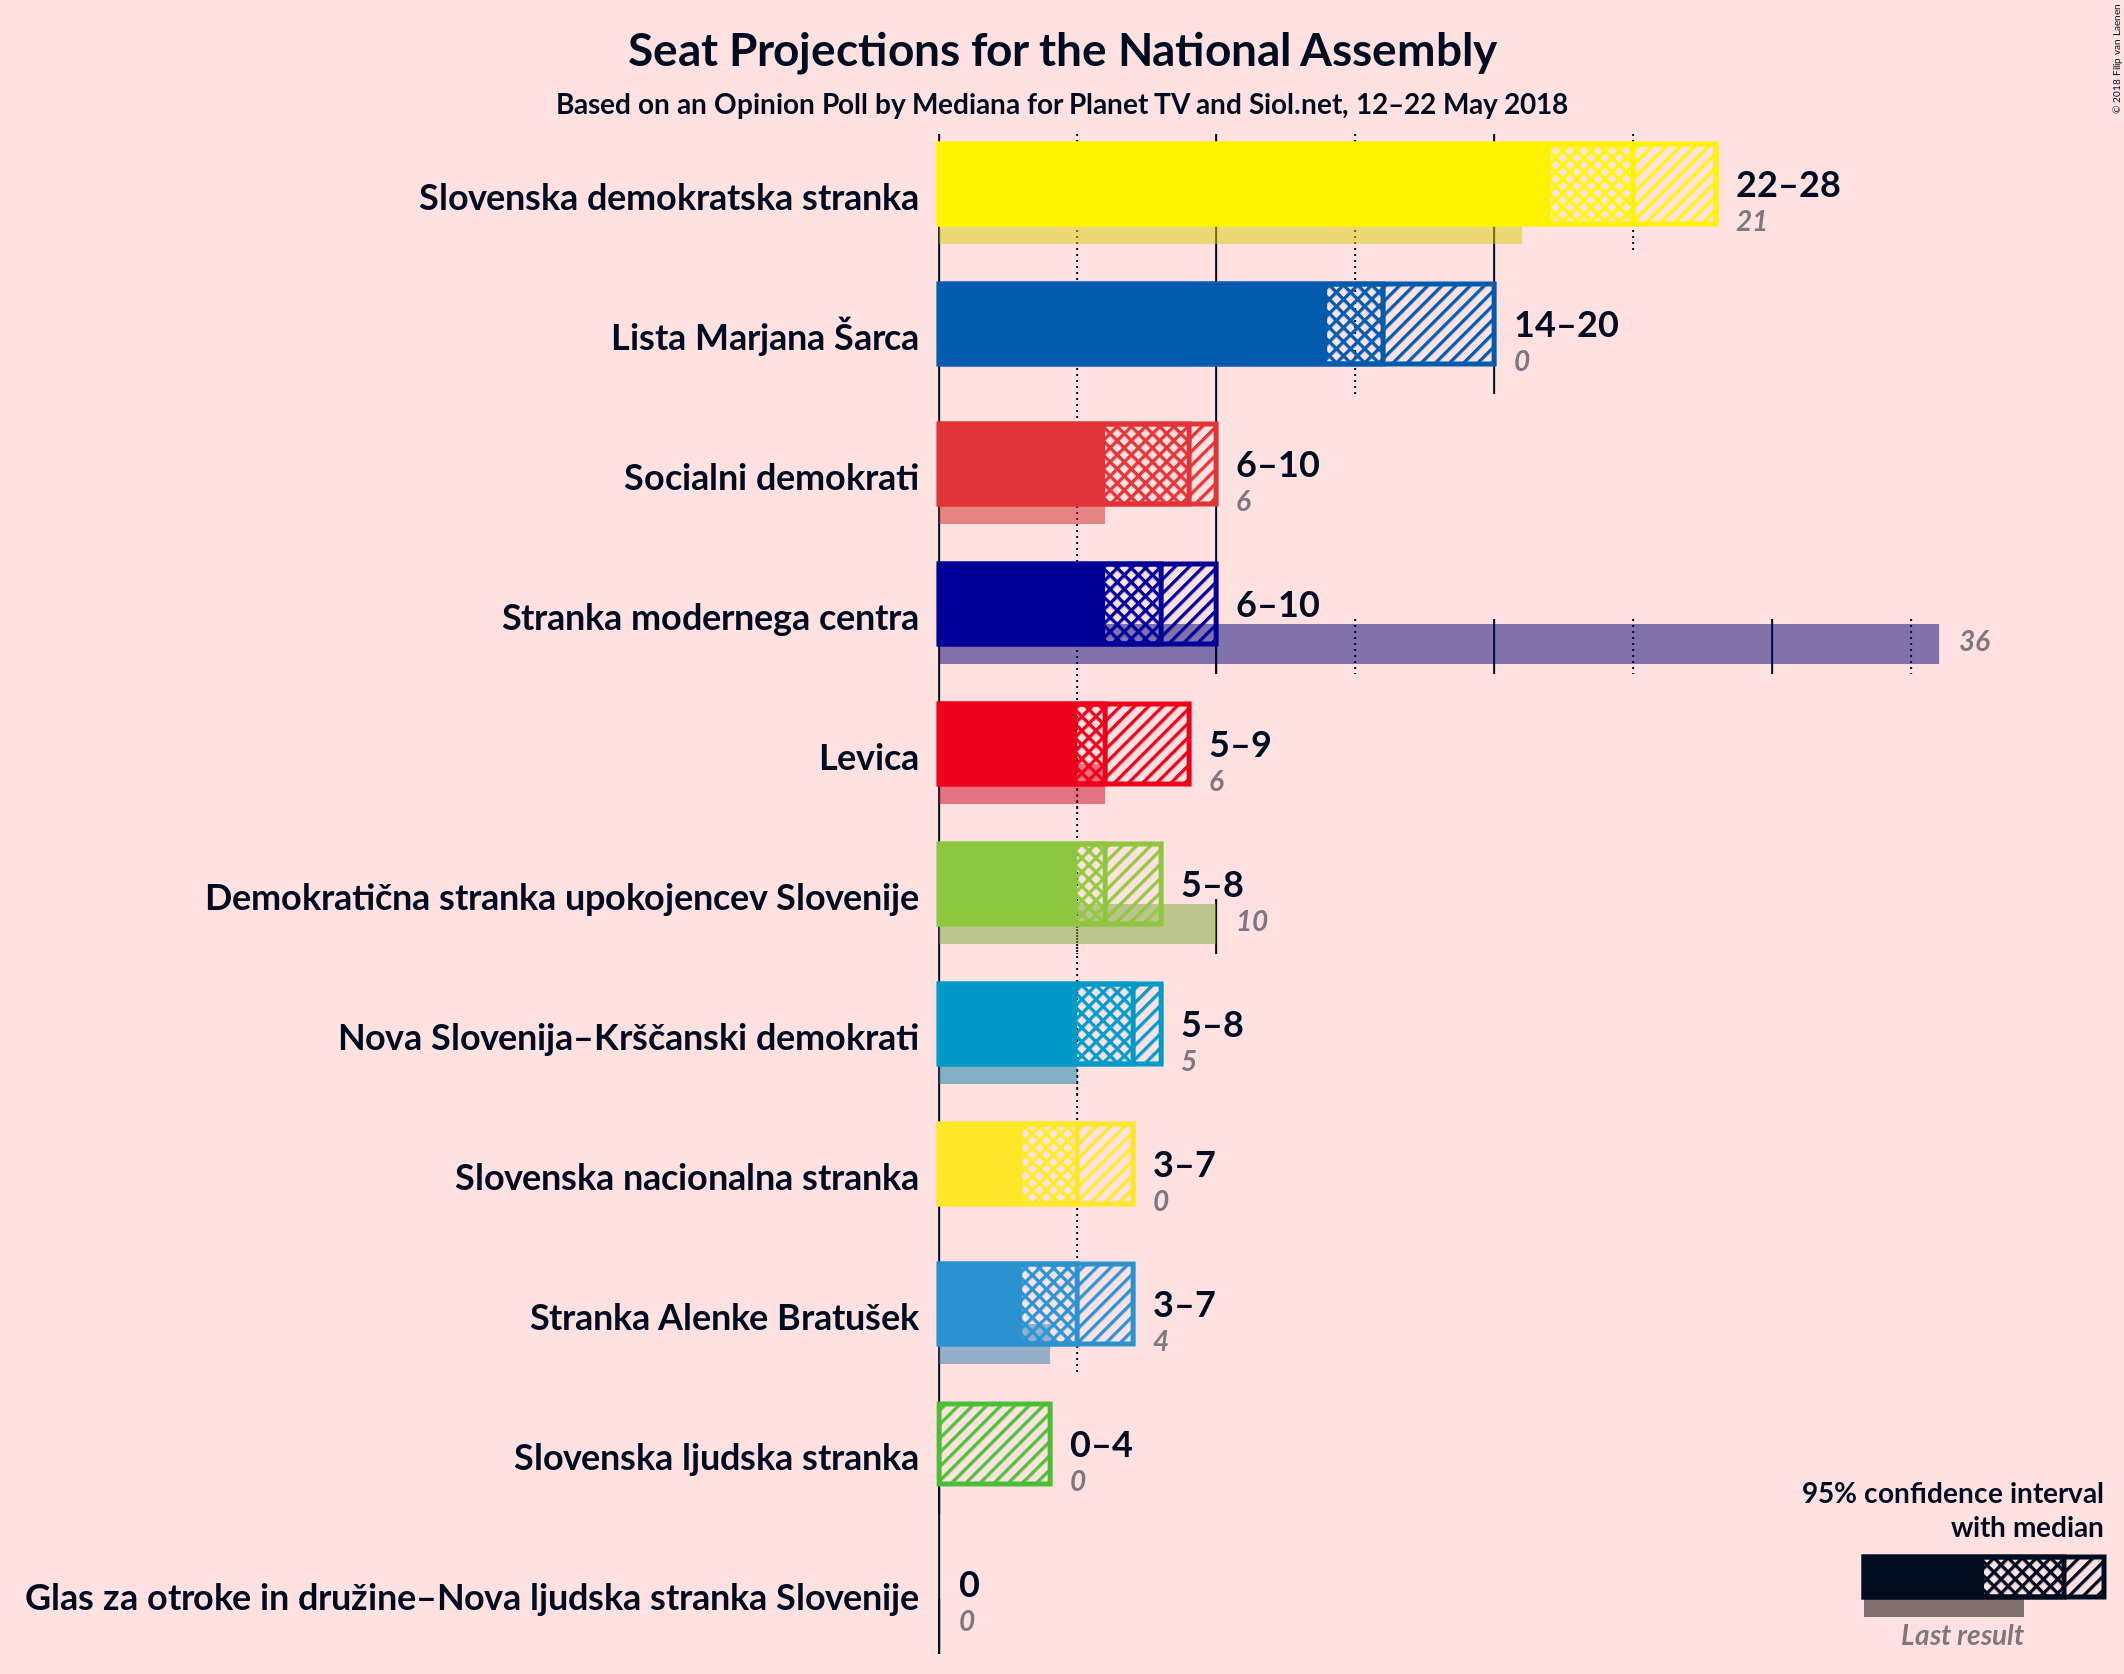 Seat Projections for the National Assembly
Based on an Opinion Poll by Mediana for Planet TV and Siol.net, 12–22 May 2018
© 2018 Filip van Laenen
Slovenska demokratska stranka
22–28
21
Lista Marjana Šarca
14–20
0
Socialni demokrati
6–10
6
Stranka modernega centra
6–10
36
Levica
5–9
6
Demokratična stranka upokojencev Slovenije
5–8
10
Nova Slovenija–Krščanski demokrati
5–8
5
Slovenska nacionalna stranka
3–7
0
Stranka Alenke Bratušek
3–7
4
Slovenska ljudska stranka
0–4
0
Glas za otroke in družine–Nova ljudska stranka Slovenije
0
0
95% confidence interval
with median
Last result